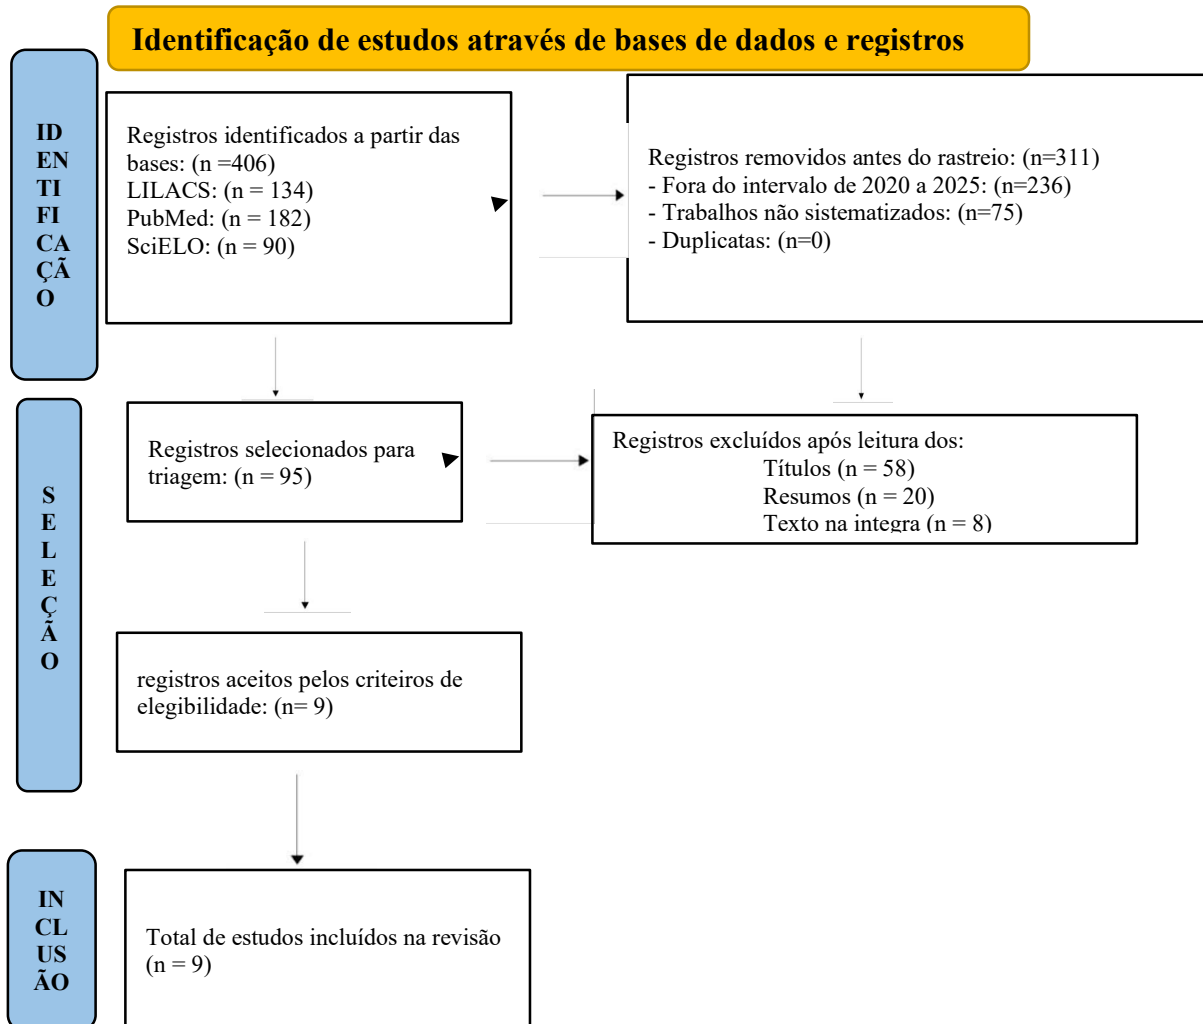 Identificação de estudos através de bases de dados e registros
ID
EN
TI
FI
CA
ÇÃ
O
Registros identificados a partir das
bases: (n =406)
LILACS: (n = 134)
PubMed: (n = 182)
SciELO: (n = 90)
Registros removidos antes do rastreio: (n=311)
- Fora do intervalo de 2020 a 2025: (n=236)
- Trabalhos não sistematizados: (n=75)
- Duplicatas: (n=0)
S
E
L
E
Ç
Ã
O
Registros selecionados para
triagem: (n = 95)
Registros excluídos após leitura dos:
Títulos (n = 58)
Resumos (n = 20)
Texto na integra (n = 8)
registros aceitos pelos criteiros de
elegibilidade: (n= 9)
IN
CL
US
ÃO
Total de estudos incluídos na revisão
(n = 9)